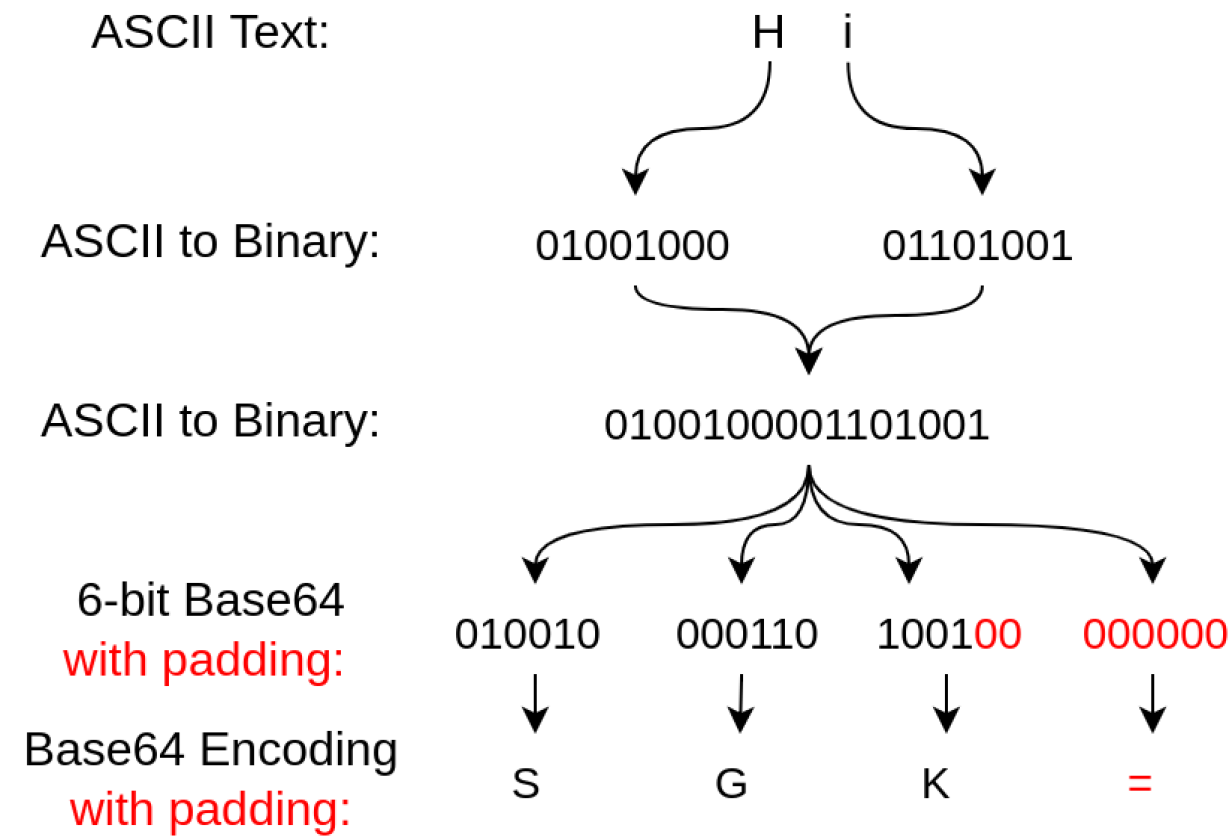 ASCII Text: H i
ASCII to Binary: 01001000 01101001
ASCII to Binary: 0100100001101001
6-bit Base64
with padding: 010010 000110 100100 000000
Base64 Encoding
with padding: S G K =